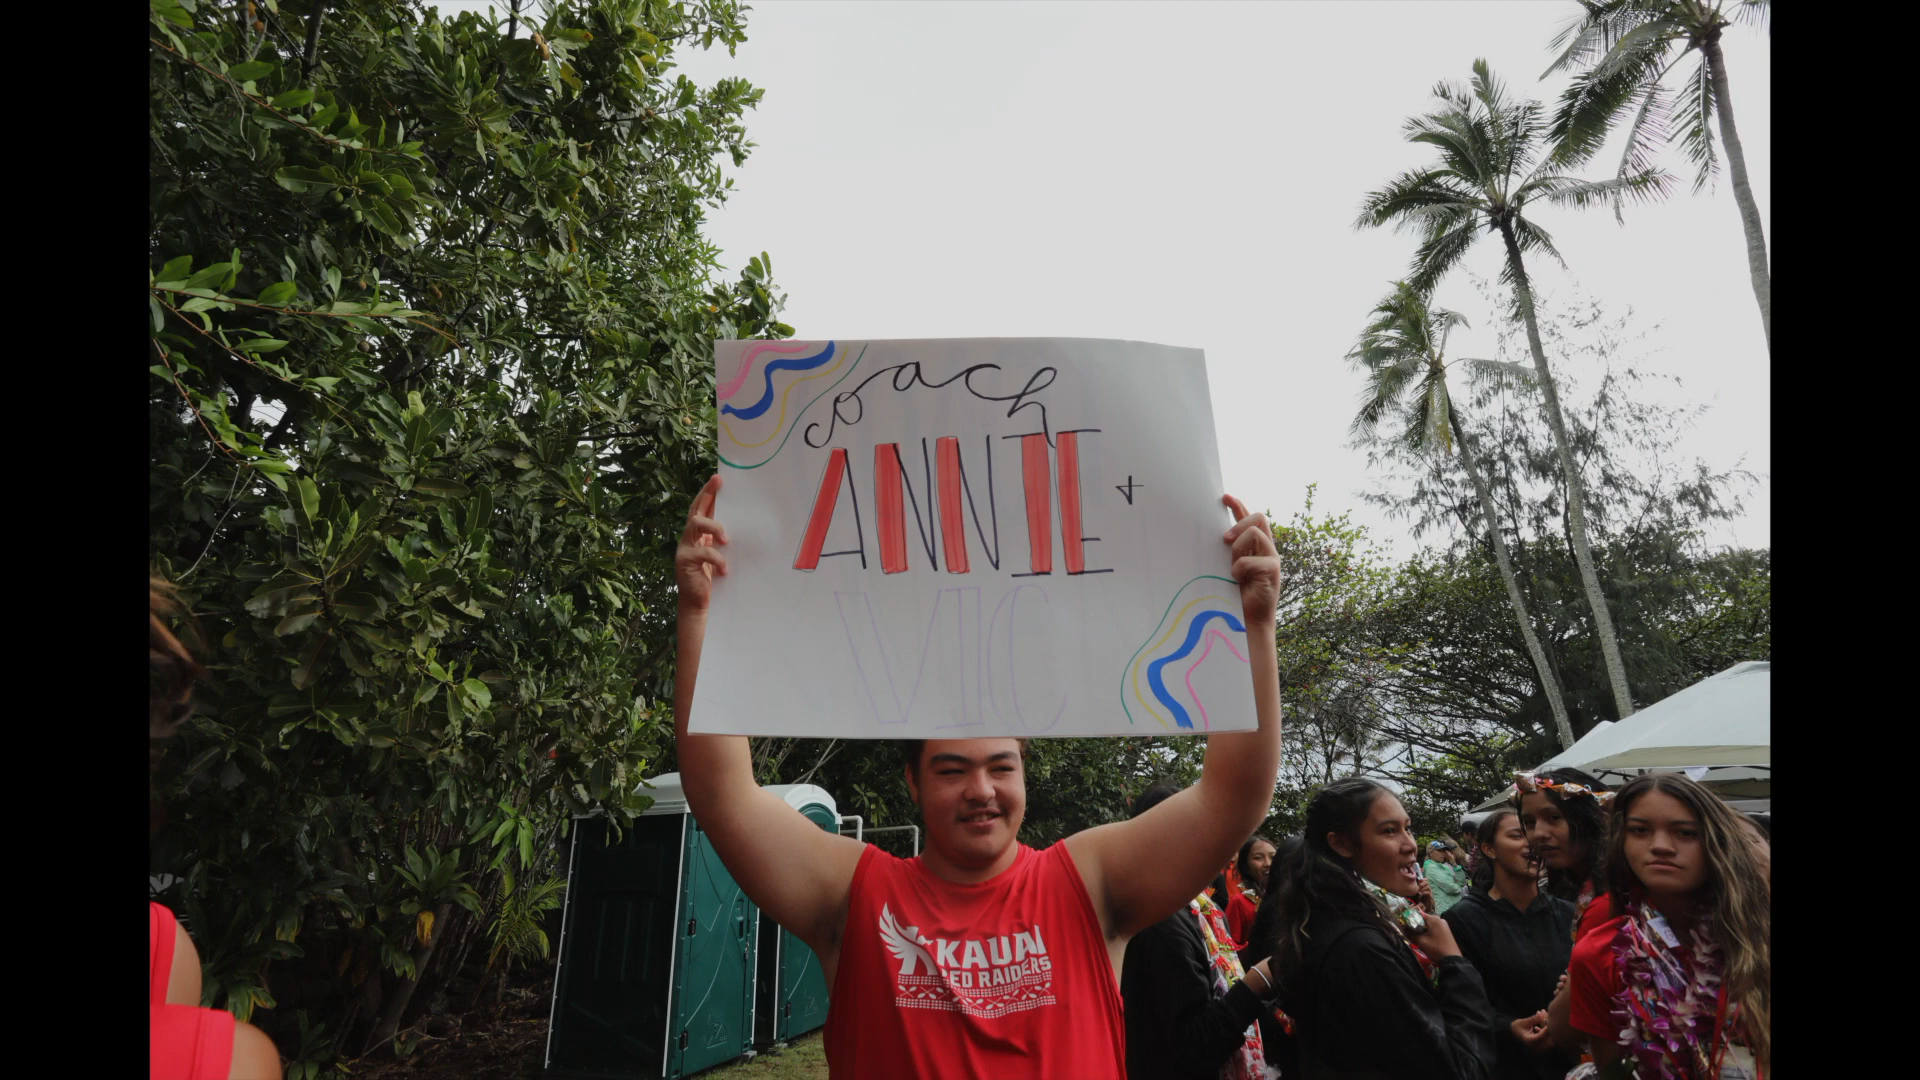 coach
ANNIE +
VIC
KAUAI
RED RAIDERS